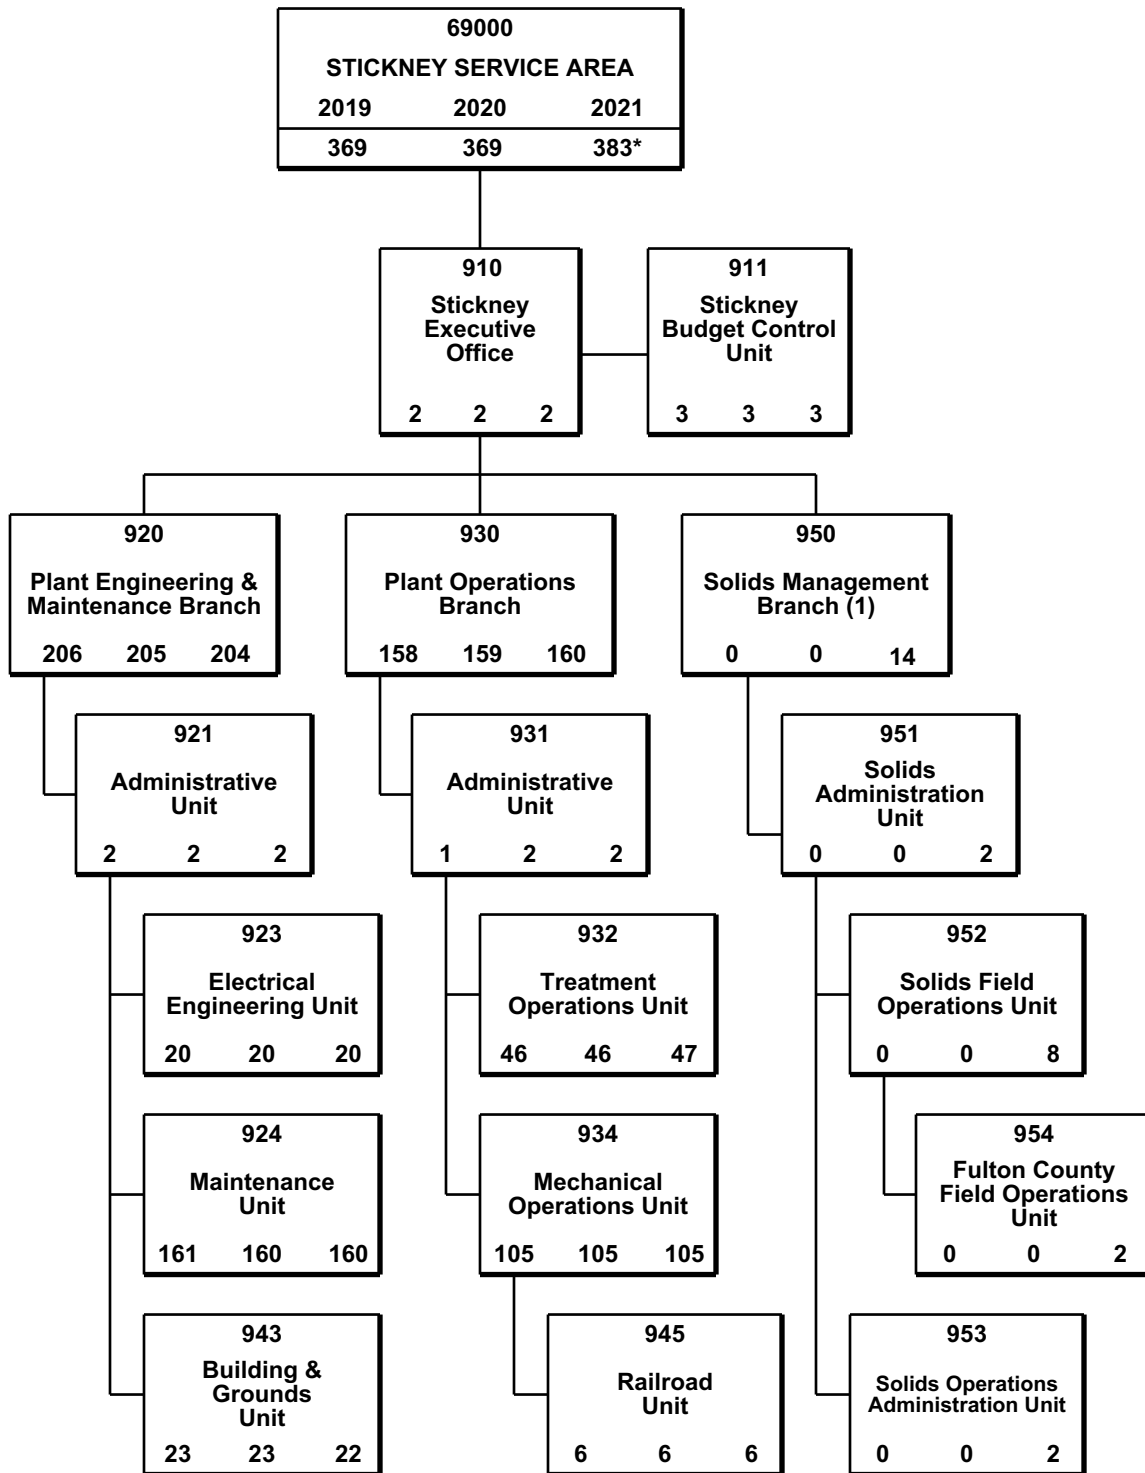 69000
STICKNEY SERVICE AREA
2019 2020 2021
369 369 383*
910
Stickney
Executive
Office
2 2 2
911
Stickney
Budget Control
Unit
3 3 3
920
Plant Engineering &
Maintenance Branch
206 205 204
930
Plant Operations
Branch
158 159 160
950
Solids Management
Branch (1)
0 0 14
921
Administrative
Unit
2 2 2
931
Administrative
Unit
1 2 2
951
Solids
Administration
Unit
0 0 2
923
Electrical
Engineering Unit
20 20 20
932
Treatment
Operations Unit
46 46 47
952
Solids Field
Operations Unit
0 0 8
924
Maintenance
Unit
161 160 160
934
Mechanical
Operations Unit
105 105 105
954
Fulton County
Field Operations
Unit
0 0 2
943
Building &
Grounds
Unit
23 23 22
945
Railroad
Unit
6 6 6
953
Solids Operations
Administration Unit
0 0 2